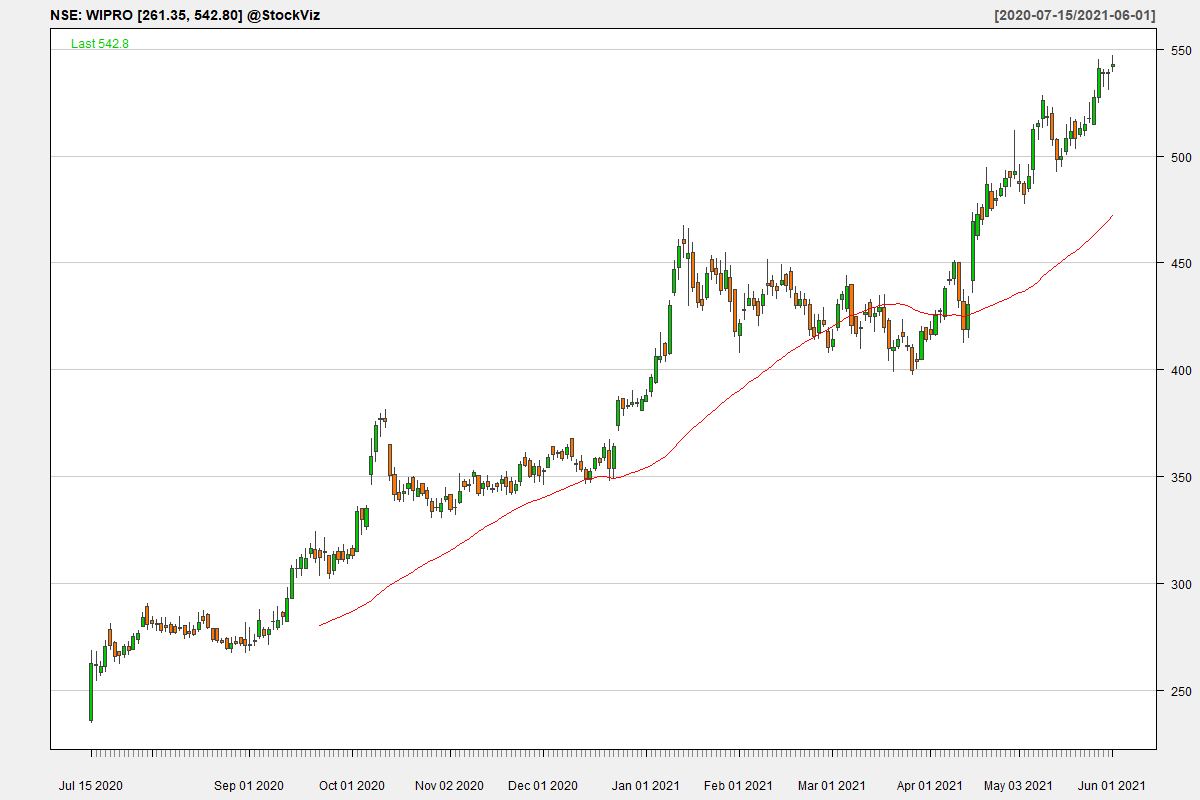 NSE: WIPRO [261.35, 542.80] @StockViz [2020-07-15/2021-06-01]
Last 542.8
550
500
450
400
350
300
250
Jul 15 2020 Sep 01 2020 Oct 01 2020 Nov 02 2020 Dec 01 2020 Jan 01 2021 Feb 01 2021 Mar 01 2021 Apr 01 2021 May 03 2021 Jun 01 2021